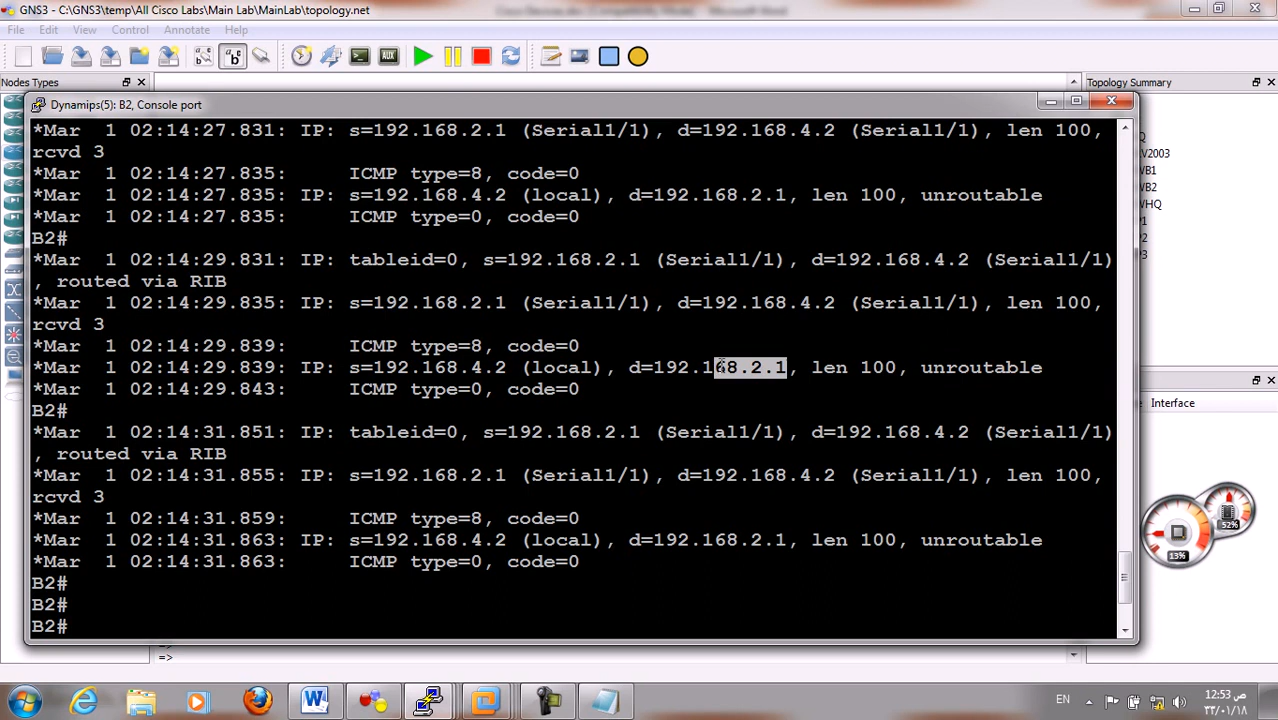 GNS3 - C:\GNS3\temp\All Cisco Labs\Main Lab\MainLab\topology.net
File Edit View Control Annotate Help
Nodes Types
Topology Summary
Dynamips(5): B2, Console port
*Mar  1 02:14:27.831: IP: s=192.168.2.1 (Serial1/1), d=192.168.4.2 (Serial1/1), len 100,
rcvd 3
*Mar  1 02:14:27.835:     ICMP type=8, code=0
*Mar  1 02:14:27.835: IP: s=192.168.4.2 (local), d=192.168.2.1, len 100, unroutable
*Mar  1 02:14:27.835:     ICMP type=0, code=0
B2#
*Mar  1 02:14:29.831: IP: tableid=0, s=192.168.2.1 (Serial1/1), d=192.168.4.2 (Serial1/1)
, routed via RIB
*Mar  1 02:14:29.835: IP: s=192.168.2.1 (Serial1/1), d=192.168.4.2 (Serial1/1), len 100,
rcvd 3
*Mar  1 02:14:29.839:     ICMP type=8, code=0
*Mar  1 02:14:29.839: IP: s=192.168.4.2 (local), d=192.168.2.1, len 100, unroutable
*Mar  1 02:14:29.843:     ICMP type=0, code=0
B2#
*Mar  1 02:14:31.851: IP: tableid=0, s=192.168.2.1 (Serial1/1), d=192.168.4.2 (Serial1/1)
, routed via RIB
*Mar  1 02:14:31.855: IP: s=192.168.2.1 (Serial1/1), d=192.168.4.2 (Serial1/1), len 100,
rcvd 3
*Mar  1 02:14:31.859:     ICMP type=8, code=0
*Mar  1 02:14:31.863: IP: s=192.168.4.2 (local), d=192.168.2.1, len 100, unroutable
*Mar  1 02:14:31.863:     ICMP type=0, code=0
B2#
B2#
B2#
Q
V2003
VB1
VB2
VHQ
P1
P2
P3
Interface
52%
13%
=>
EN
12:53 ص
٣٣/٠١/١٨